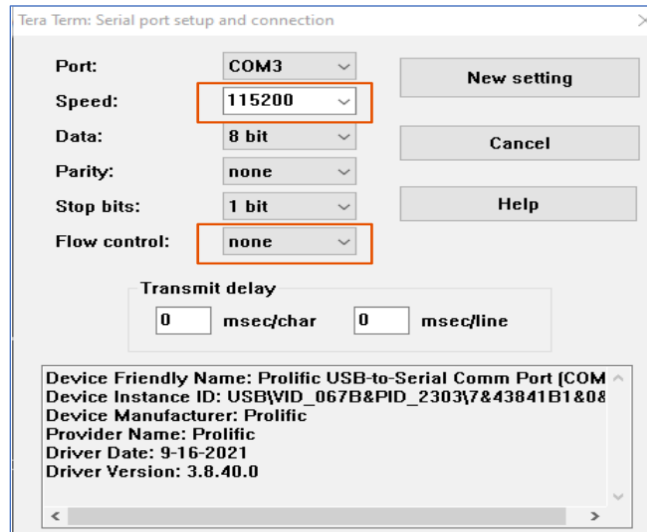 Tera Term: Serial port setup and connection
Port: COM3
New setting
Speed: 115200
Data: 8 bit
Cancel
Parity: none
Stop bits: 1 bit
Help
Flow control: none
Transmit delay
0 msec/char 0 msec/line
Device Friendly Name: Prolific USB-to-Serial Comm Port (COM
Device Instance ID: USB\VID_067B&PID_2303\7&43841B1&0&
Device Manufacturer: Prolific
Provider Name: Prolific
Driver Date: 9-16-2021
Driver Version: 3.8.40.0